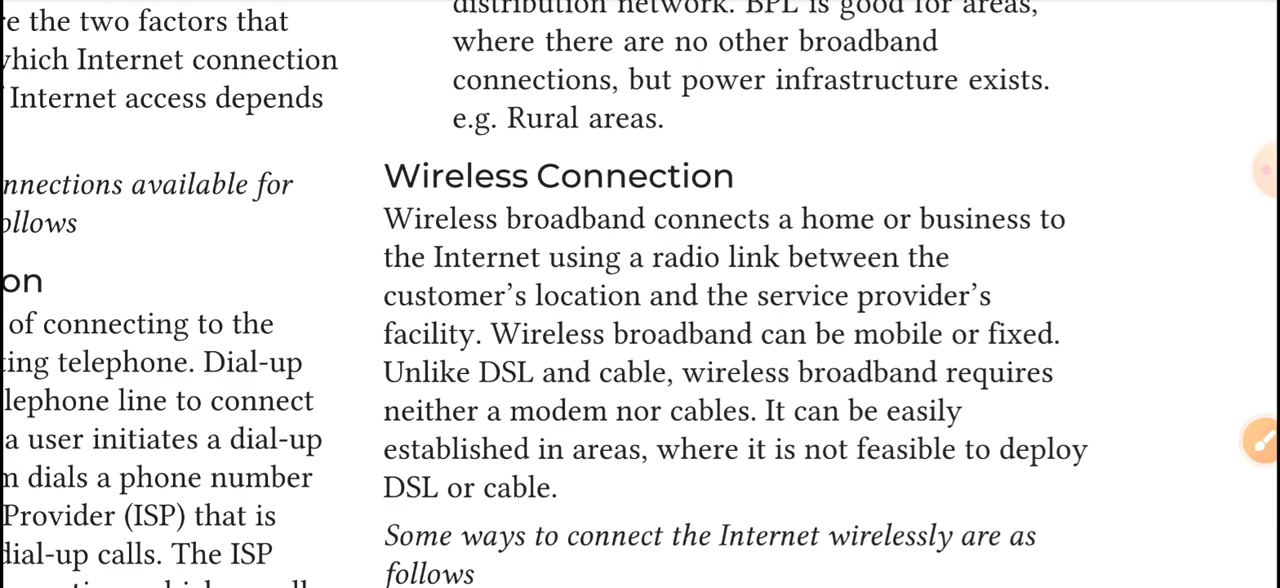 e the two factors that
which Internet connection
Internet access depends
nnections available for
ollows
on
of connecting to the
ting telephone. Dial-up
lephone line to connect
a user initiates a dial-up
m dials a phone number
Provider (ISP) that is
dial-up calls. The ISP
distribution network. BPL is good for areas,
where there are no other broadband
connections, but power infrastructure exists.
e.g. Rural areas.
Wireless Connection
Wireless broadband connects a home or business to
the Internet using a radio link between the
customer’s location and the service provider’s
facility. Wireless broadband can be mobile or fixed.
Unlike DSL and cable, wireless broadband requires
neither a modem nor cables. It can be easily
established in areas, where it is not feasible to deploy
DSL or cable.
Some ways to connect the Internet wirelessly are as
follows